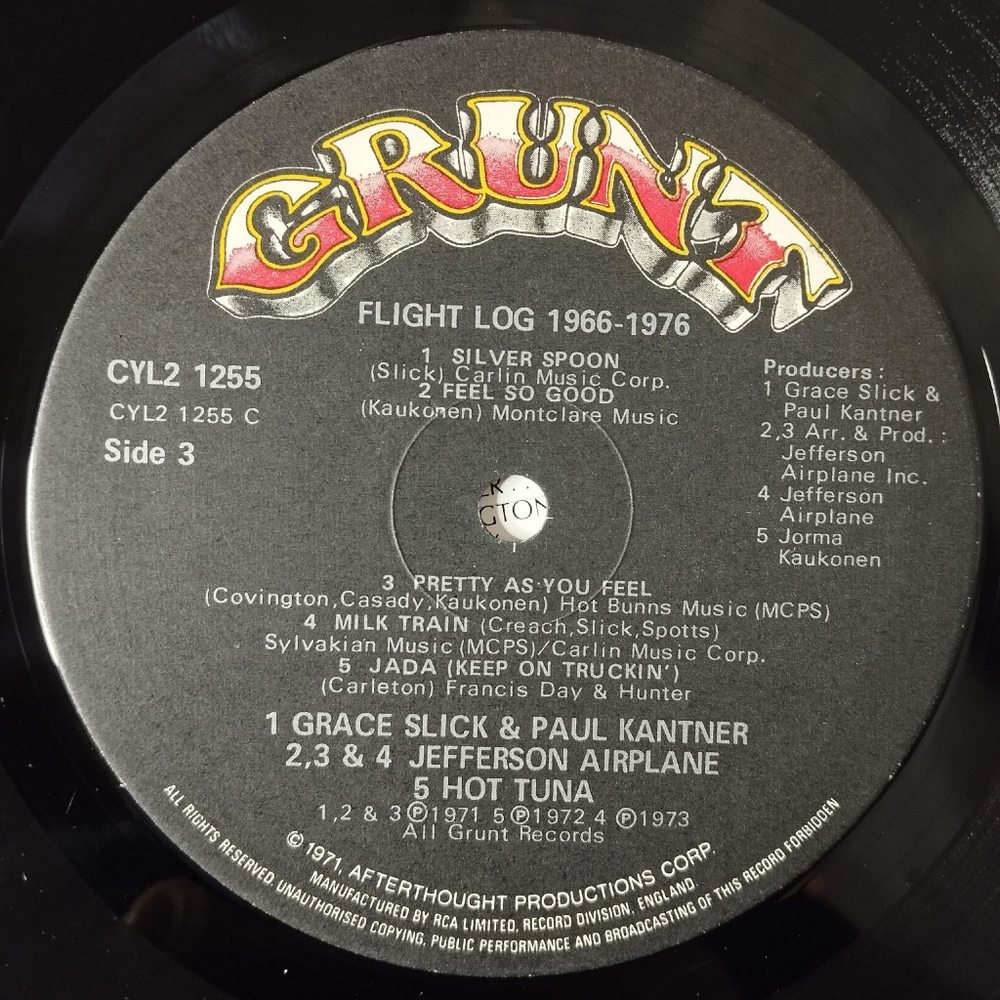 GRUNT
FLIGHT LOG 1966-1976
1 SILVER SPOON
(Slick) Carlin Music Corp.
2 FEEL SO GOOD
(Kaukonen) Montclare Music
CYL2 1255
CYL2 1255 C
Side 3
Producers :
1 Grace Slick &
Paul Kantner
2,3 Arr. & Prod. :
Jefferson
Airplane Inc.
4 Jefferson
Airplane
5 Jorma
Kaukonen
3 PRETTY AS YOU FEEL
(Covington,Casady,Kaukonen) Hot Bunns Music (MCPS)
4 MILK TRAIN (Creach,Slick,Spotts)
Sylvakian Music (MCPS)/Carlin Music Corp.
5 JADA (KEEP ON TRUCKIN')
(Carleton) Francis Day & Hunter
1 GRACE SLICK & PAUL KANTNER
2,3 & 4 JEFFERSON AIRPLANE
5 HOT TUNA
1,2 & 3 ℗1971 5 ℗1972 4 ℗1973
All Grunt Records
© 1971, AFTERTHOUGHT PRODUCTIONS CORP.
MANUFACTURED BY RCA LIMITED, RECORD DIVISION, ENGLAND.
ALL RIGHTS RESERVED. UNAUTHORISED COPYING, PUBLIC PERFORMANCE AND BROADCASTING OF THIS RECORD FORBIDDEN